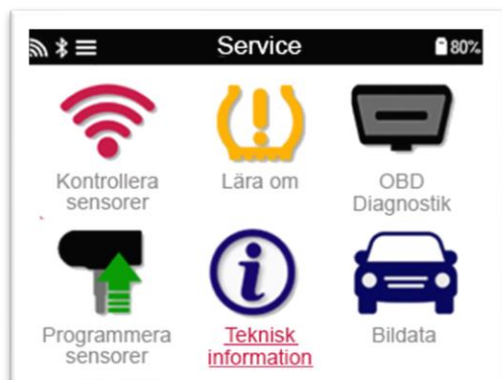 Service
80%
Kontrollera
sensorer
Lära om
OBD
Diagnostik
Programmera
sensorer
Teknisk
information
Bildata